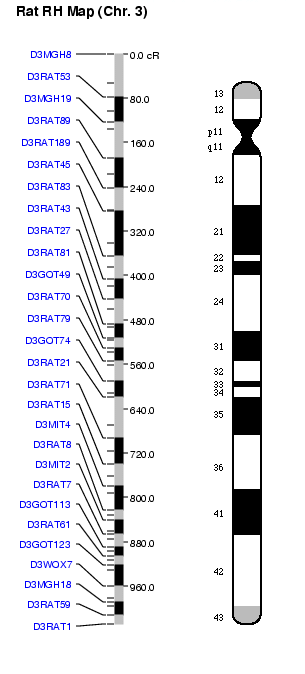 Rat RH Map (Chr. 3)
D3MGH8
D3RAT53
D3MGH19
D3RAT89
D3RAT189
D3RAT45
D3RAT83
D3RAT43
D3RAT27
D3RAT81
D3GOT49
D3RAT70
D3RAT79
D3GOT74
D3RAT21
D3RAT71
D3RAT15
D3MIT4
D3RAT8
D3MIT2
D3RAT7
D3GOT113
D3RAT61
D3GOT123
D3WOX7
D3MGH18
D3RAT59
D3RAT1
0.0 cR
80.0
160.0
240.0
320.0
400.0
480.0
560.0
640.0
720.0
800.0
880.0
960.0
13
12
p11
q11
12
21
22
23
24
31
32
33
34
35
36
41
42
43